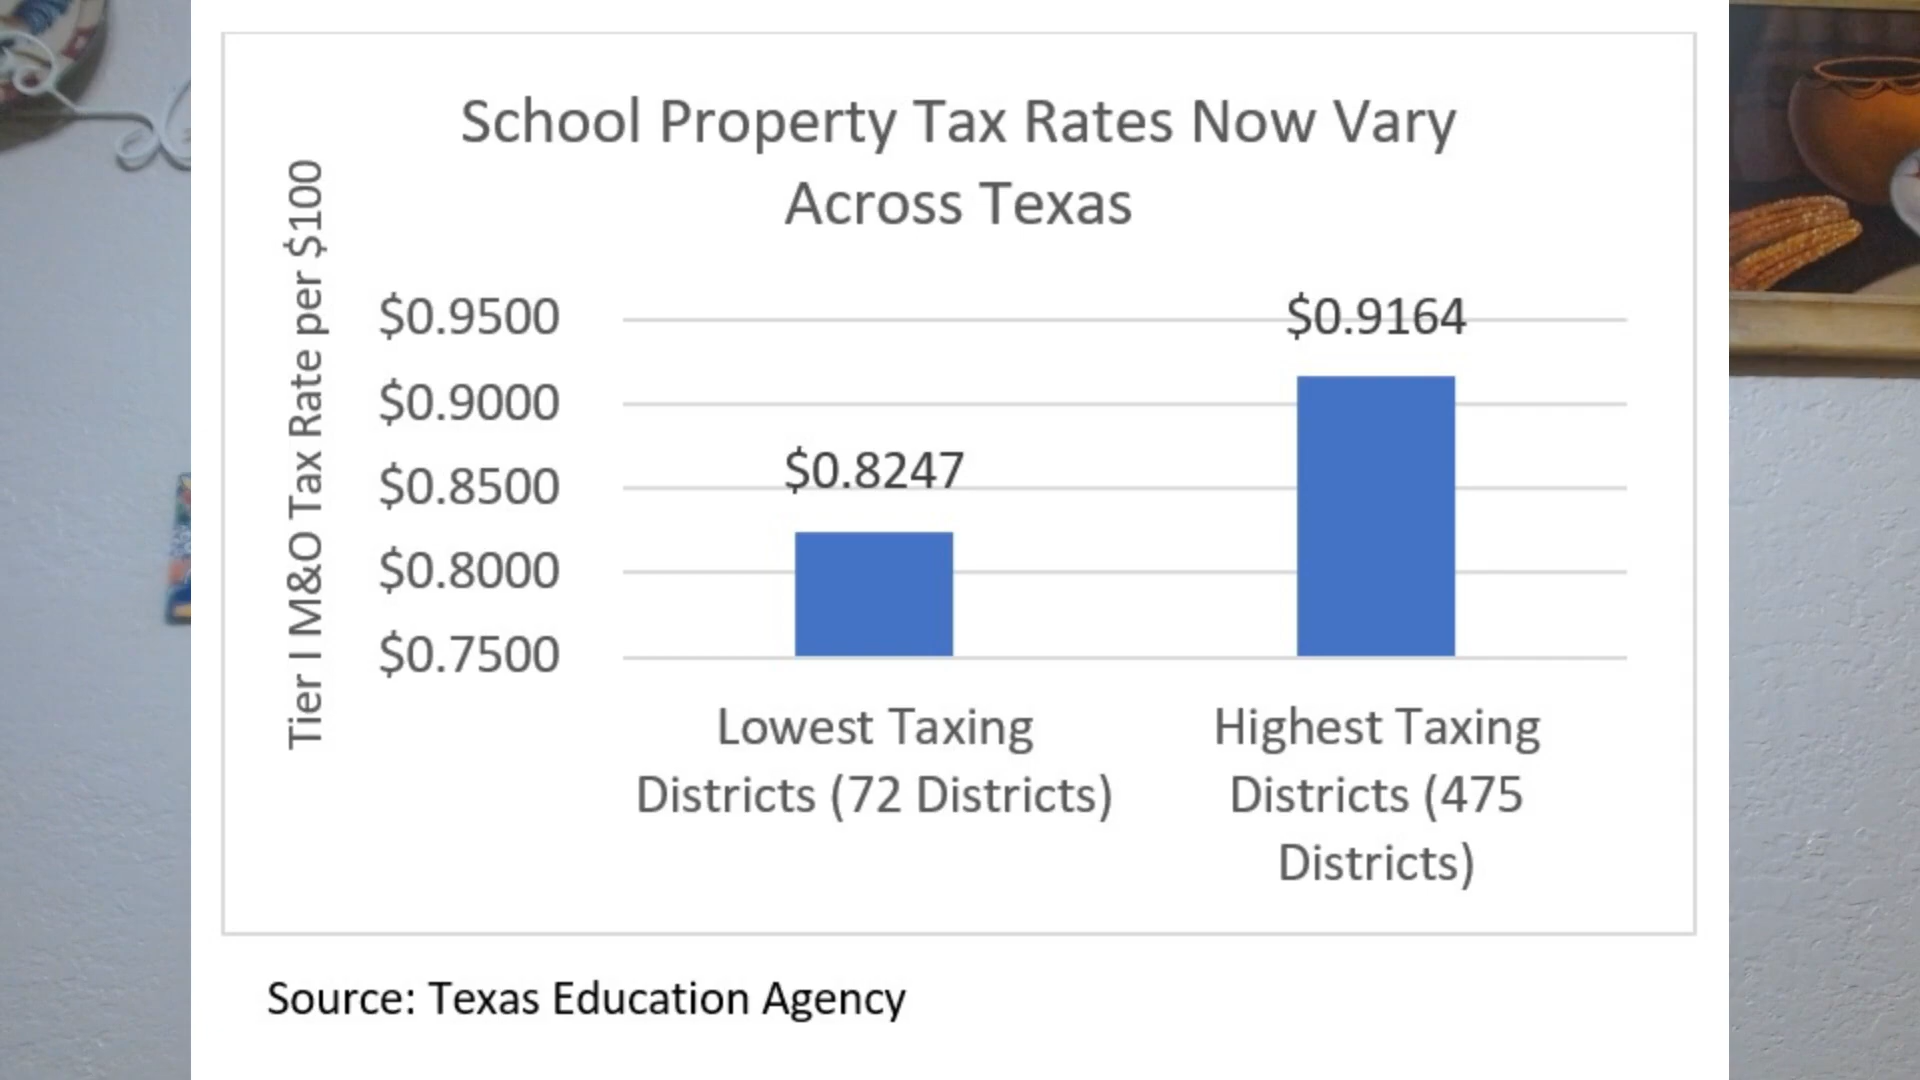 School Property Tax Rates Now Vary
Across Texas
Tier I M&O Tax Rate per $100
$0.9500
$0.9000
$0.8500
$0.8000
$0.7500
$0.8247
$0.9164
Lowest Taxing
Districts (72 Districts)
Highest Taxing
Districts (475
Districts)
Source: Texas Education Agency